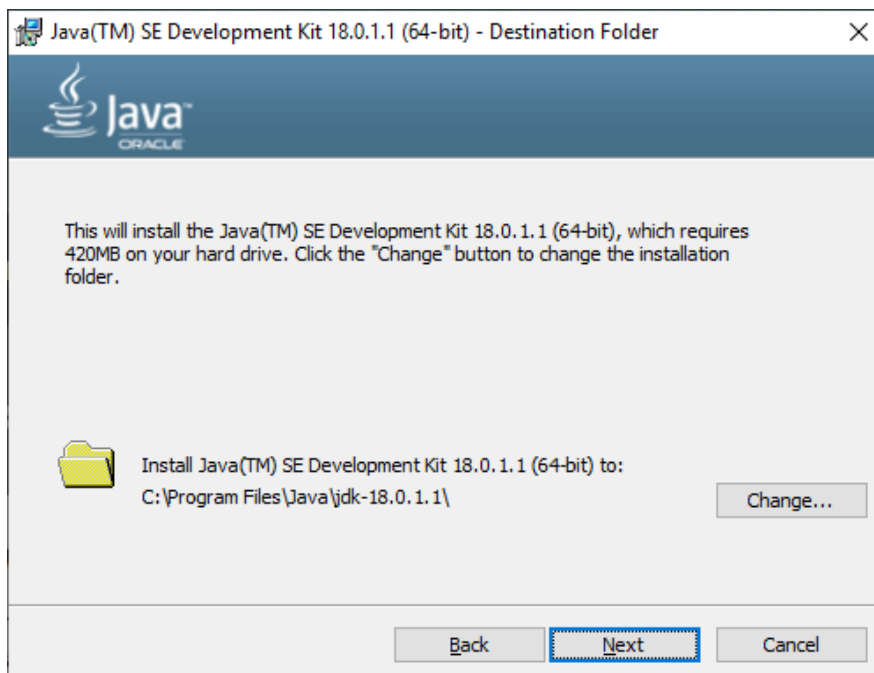 Java(TM) SE Development Kit 18.0.1.1 (64-bit) - Destination Folder
Java™
ORACLE
This will install the Java(TM) SE Development Kit 18.0.1.1 (64-bit), which requires
420MB on your hard drive. Click the "Change" button to change the installation
folder.
Install Java(TM) SE Development Kit 18.0.1.1 (64-bit) to:
C:\Program Files\Java\jdk-18.0.1.1\
Change...
Back
Next
Cancel